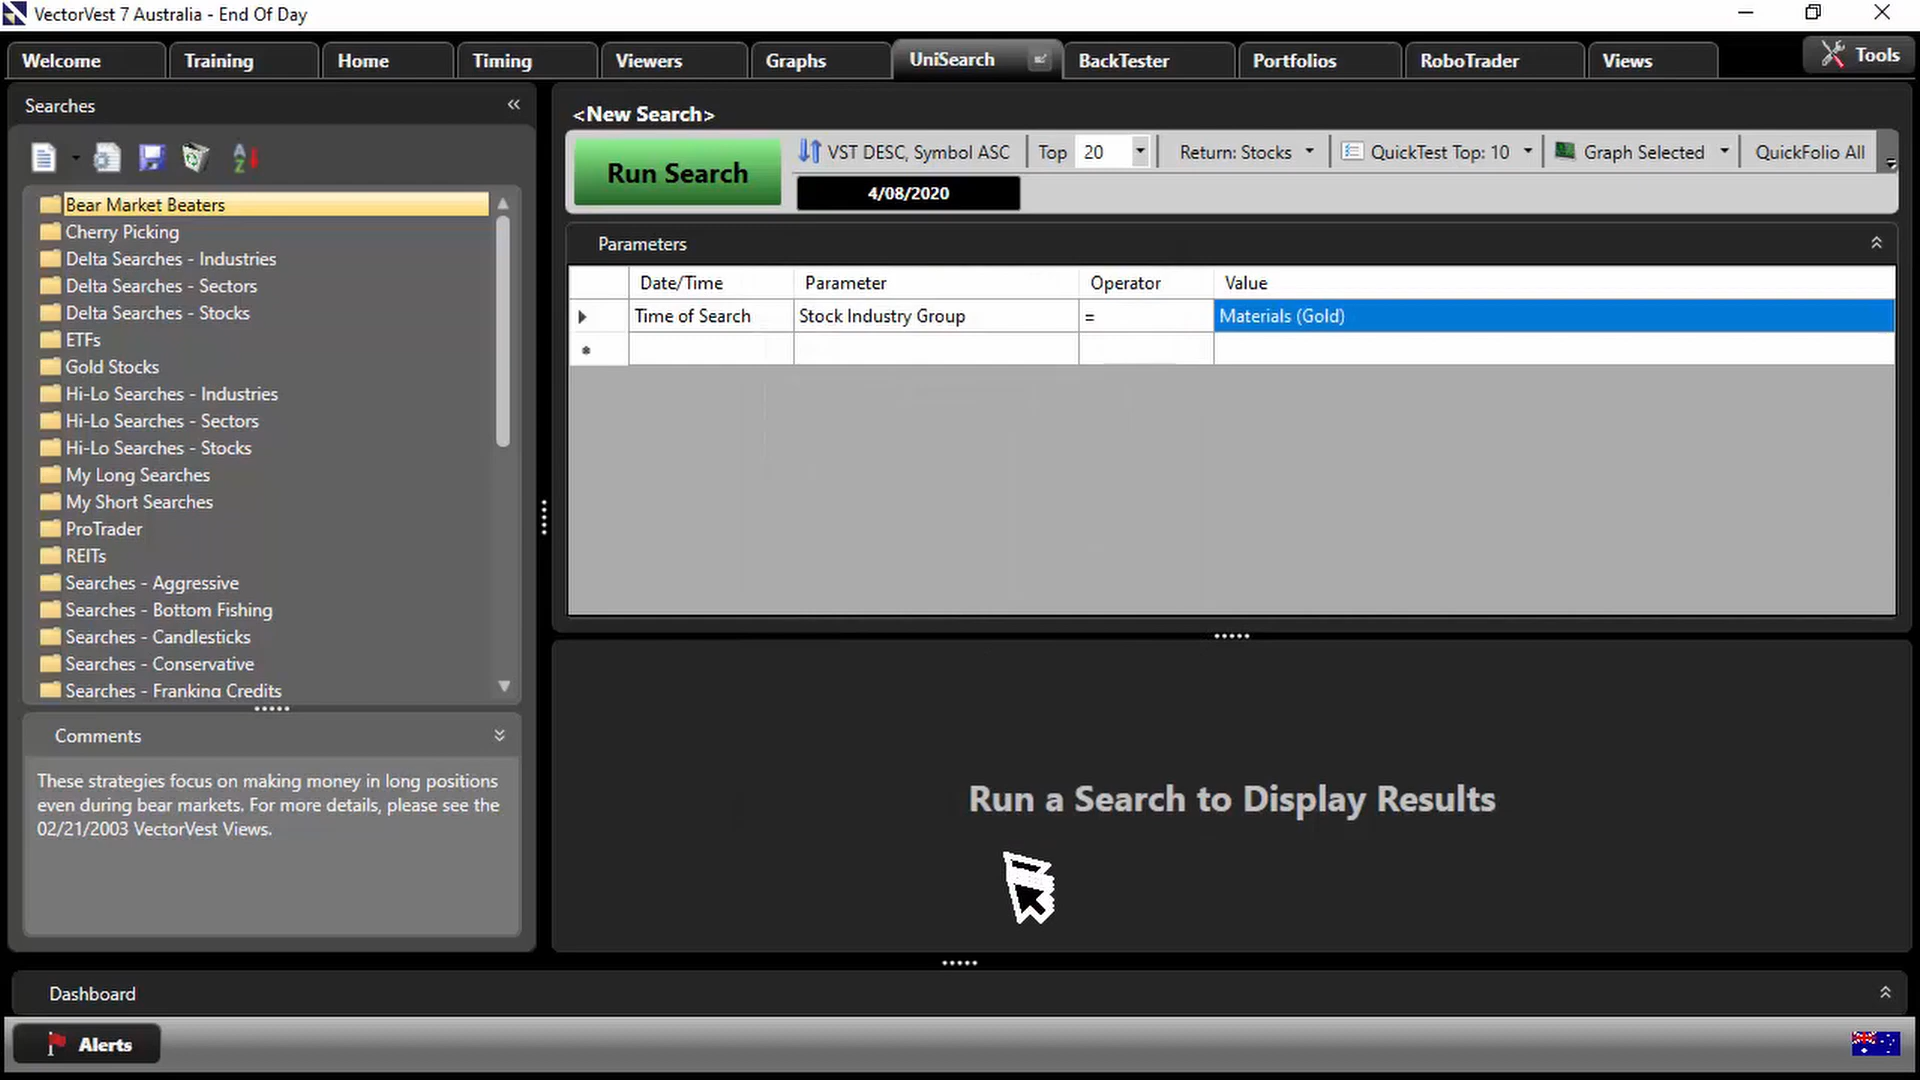 VectorVest 7 Australia - End Of Day
Welcome
Training
Home
Timing
Viewers
Graphs
UniSearch
BackTester
Portfolios
RoboTrader
Views
Tools
Searches
Bear Market Beaters
Cherry Picking
Delta Searches - Industries
Delta Searches - Sectors
Delta Searches - Stocks
ETFs
Gold Stocks
Hi-Lo Searches - Industries
Hi-Lo Searches - Sectors
Hi-Lo Searches - Stocks
My Long Searches
My Short Searches
ProTrader
REITs
Searches - Aggressive
Searches - Bottom Fishing
Searches - Candlesticks
Searches - Conservative
Searches - Franking Credits
Comments
These strategies focus on making money in long positions
even during bear markets. For more details, please see the
02/21/2003 VectorVest Views.
<New Search>
Run Search
VST DESC, Symbol ASC
Top 20
Return: Stocks
QuickTest Top: 10
Graph Selected
QuickFolio All
4/08/2020
Parameters
Date/Time Parameter Operator Value
Time of Search Stock Industry Group = Materials (Gold)
Run a Search to Display Results
Dashboard
Alerts